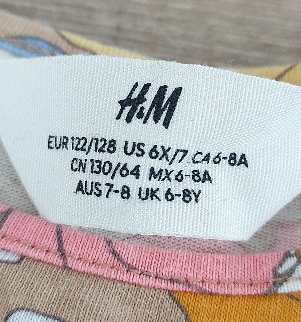 H&M
EUR 122/128 US 6X/7 CA 6-8A
CN 130/64 MX 6-8A
AUS 7-8 UK 6-8Y